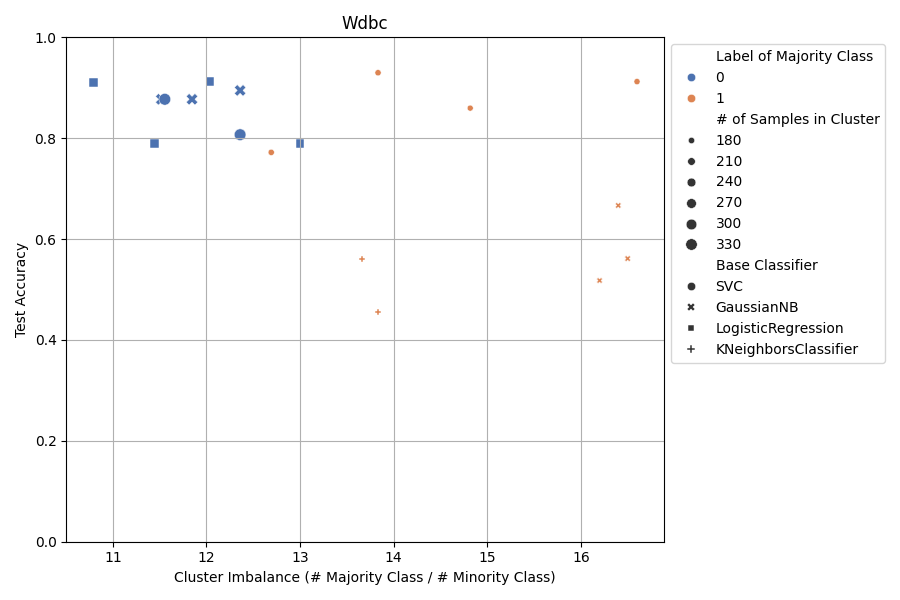 Wdbc
1.0
0.8
0.6
0.4
0.2
0.0
Test Accuracy
11
12
13
14
15
16
Cluster Imbalance (# Majority Class / # Minority Class)
Label of Majority Class
0
1
# of Samples in Cluster
180
210
240
270
300
330
Base Classifier
SVC
GaussianNB
LogisticRegression
KNeighborsClassifier